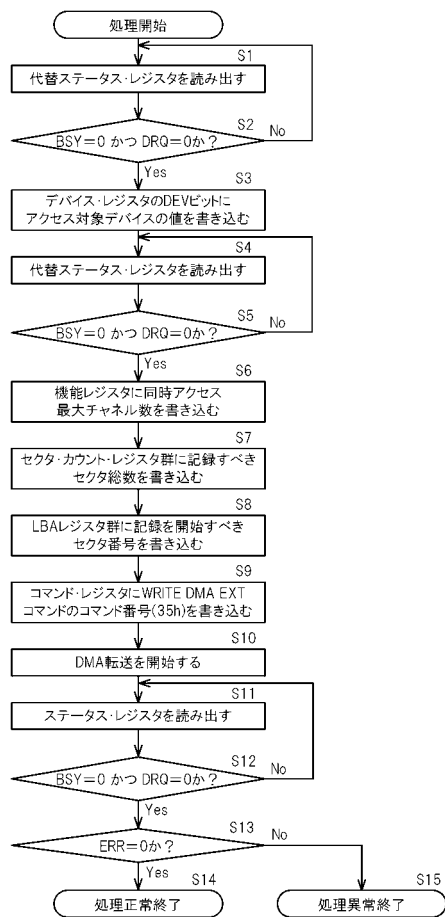 処理開始
S1
代替ステータス・レジスタを読み出す
S2
BSY=0 かつ DRQ=0か?
No
Yes
S3
デバイス・レジスタのDEVビットに
アクセス対象デバイスの値を書き込む
S4
代替ステータス・レジスタを読み出す
S5
BSY=0 かつ DRQ=0か?
No
Yes
S6
機能レジスタに同時アクセス
最大チャネル数を書き込む
S7
セクタ・カウント・レジスタ群に記録すべき
セクタ総数を書き込む
S8
LBAレジスタ群に記録を開始すべき
セクタ番号を書き込む
S9
コマンド・レジスタにWRITE DMA EXT
コマンドのコマンド番号(35h)を書き込む
S10
DMA転送を開始する
S11
ステータス・レジスタを読み出す
S12
BSY=0 かつ DRQ=0か?
No
Yes
S13
ERR=0か?
No
Yes
S14
処理正常終了
S15
処理異常終了